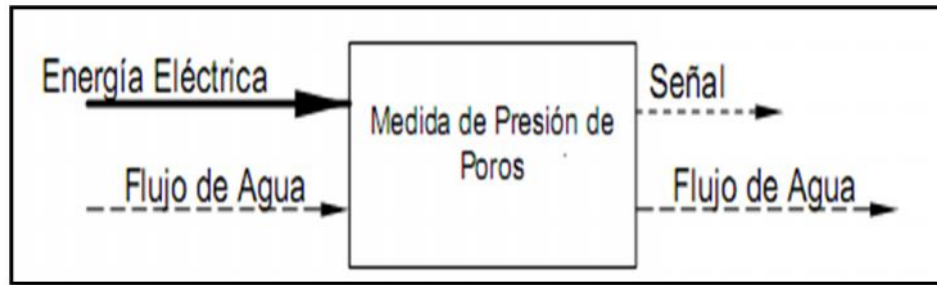 Energía Eléctrica
Señal
Medida de Presión de
Poros
Flujo de Agua
Flujo de Agua